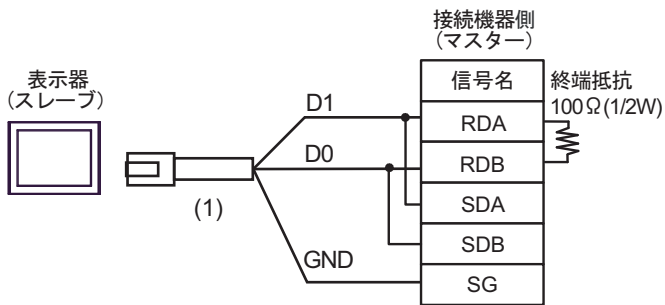 接続機器側
(マスター)
表示器
(スレーブ)
信号名
終端抵抗
100Ω(1/2W)
D1
RDA
D0
RDB
(1)
SDA
SDB
GND
SG